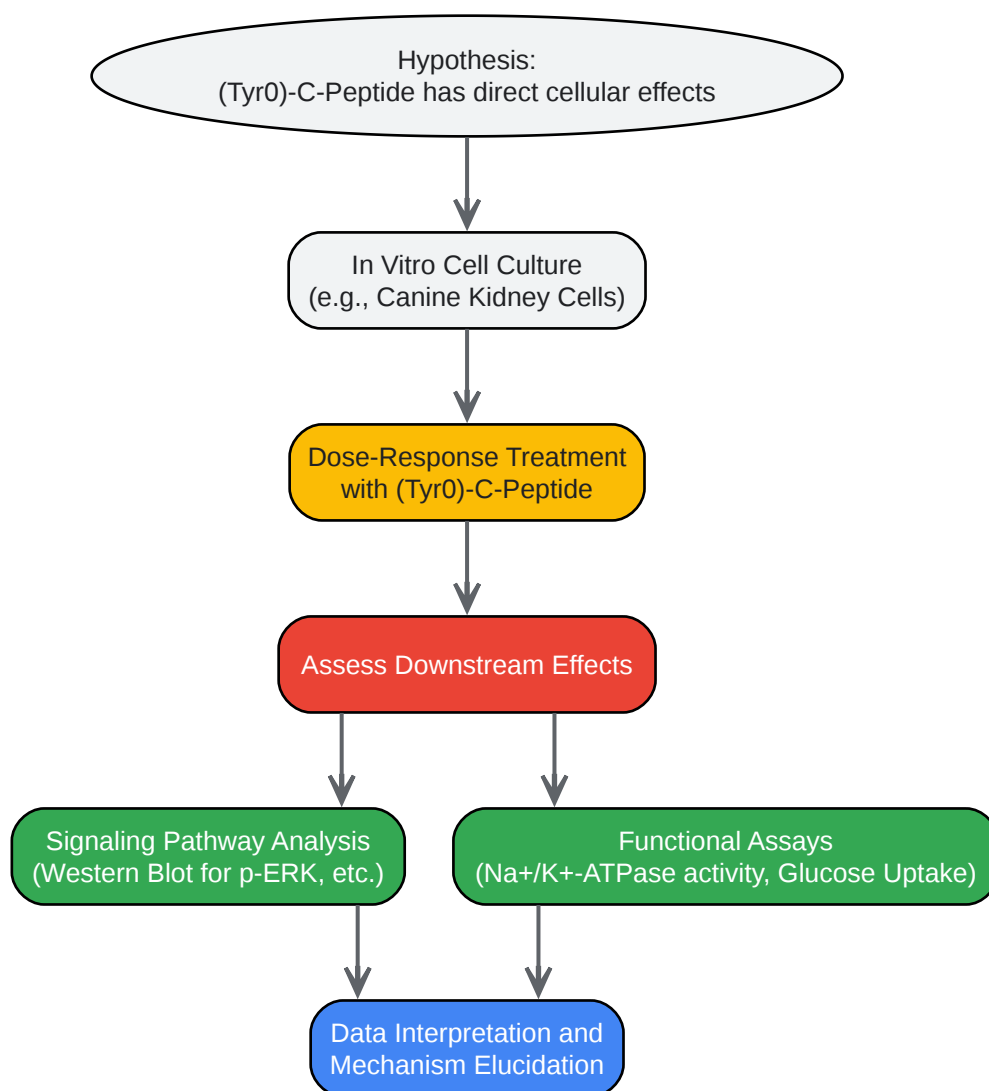 Hypothesis:
(Tyr0)-C-Peptide has direct cellular effects
In Vitro Cell Culture
(e.g., Canine Kidney Cells)
Dose-Response Treatment
with (Tyr0)-C-Peptide
Assess Downstream Effects
Signaling Pathway Analysis
(Western Blot for p-ERK, etc.)
Functional Assays
(Na+/K+-ATPase activity, Glucose Uptake)
Data Interpretation and
Mechanism Elucidation